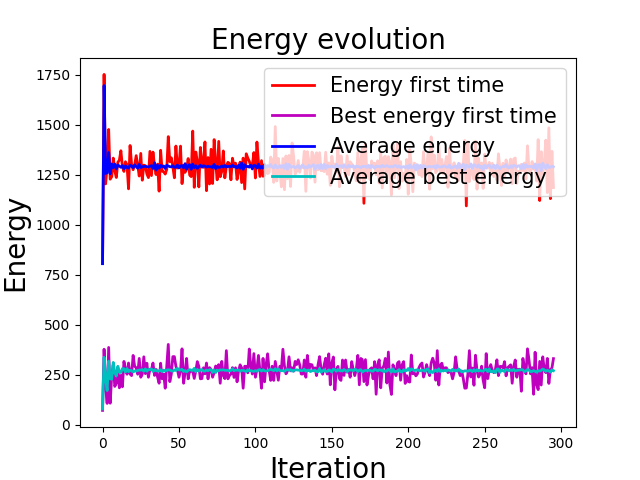 Energy evolution
Energy
1750
1500
1250
1000
750
500
250
0
Energy first time
Best energy first time
Average energy
Average best energy
0 50 100 150 200 250 300
Iteration